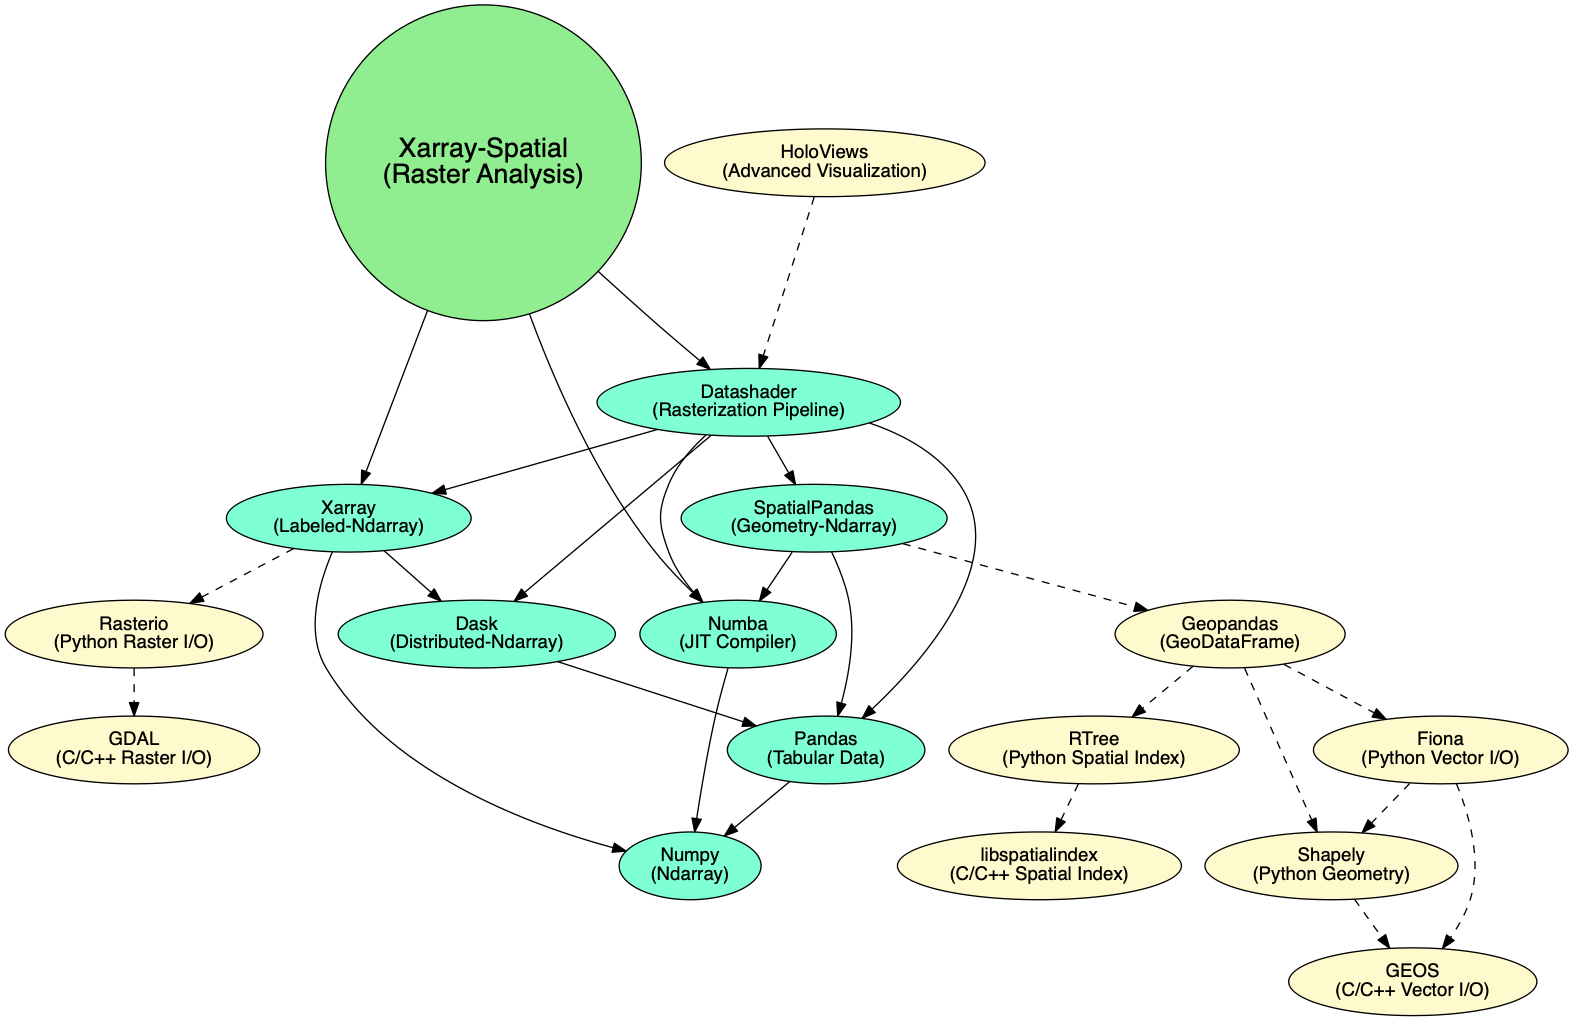 Xarray-Spatial
(Raster Analysis)
HoloViews
(Advanced Visualization)
Datashader
(Rasterization Pipeline)
Xarray
(Labeled-Ndarray)
SpatialPandas
(Geometry-Ndarray)
Rasterio
(Python Raster I/O)
Dask
(Distributed-Ndarray)
Numba
(JIT Compiler)
Geopandas
(GeoDataFrame)
GDAL
(C/C++ Raster I/O)
Pandas
(Tabular Data)
RTree
(Python Spatial Index)
Fiona
(Python Vector I/O)
Numpy
(Ndarray)
libspatialindex
(C/C++ Spatial Index)
Shapely
(Python Geometry)
GEOS
(C/C++ Vector I/O)